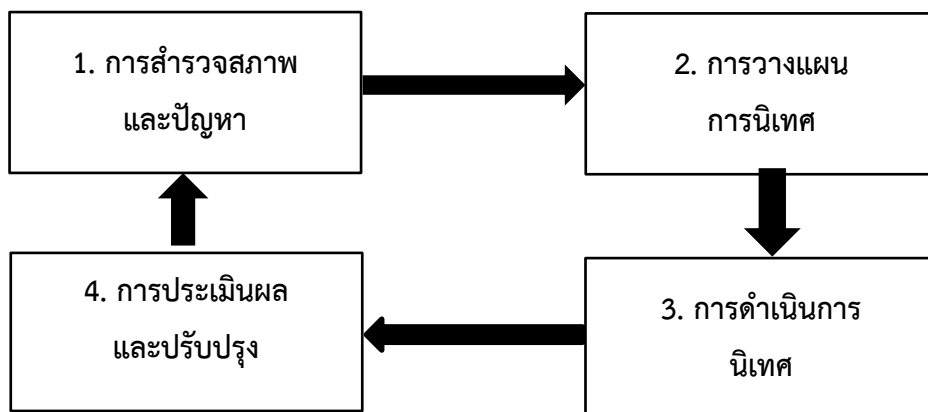 1. การสำรวจสภาพ
และปัญหา
2. การวางแผน
การนิเทศ
3. การดำเนินการ
นิเทศ
4. การประเมินผล
และปรับปรุง